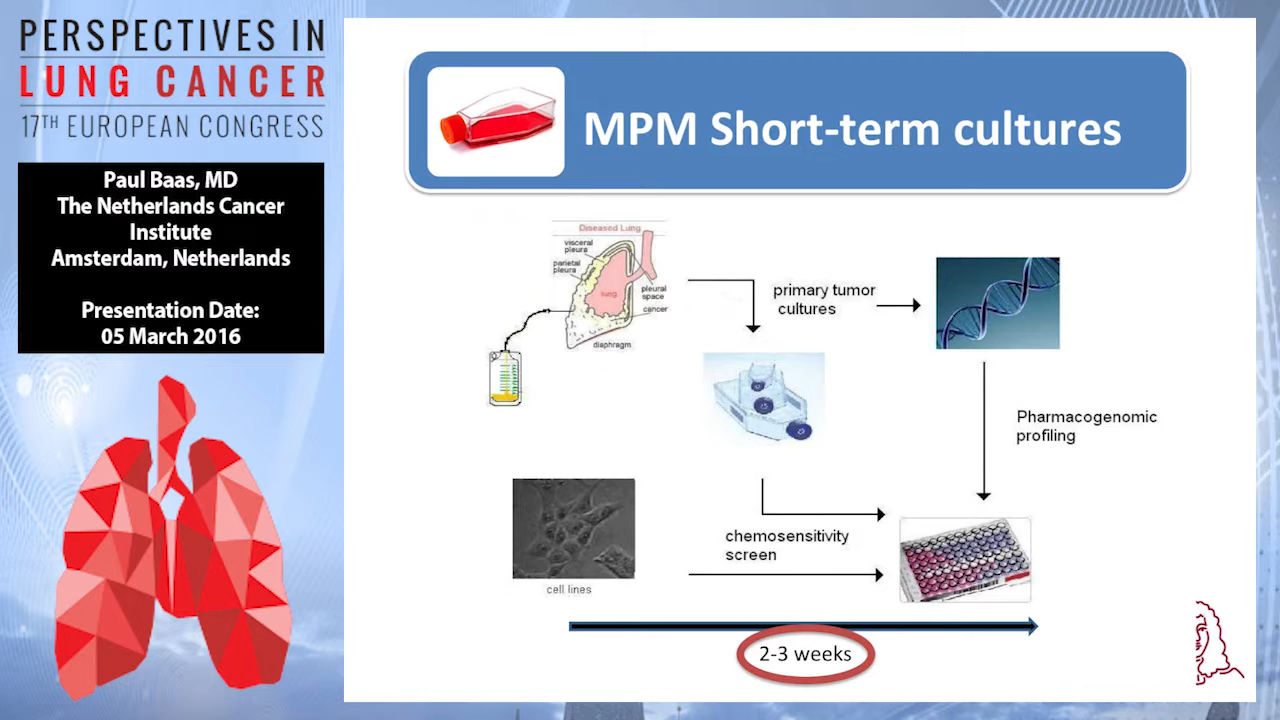 PERSPECTIVES IN
LUNG CANCER
17TH EUROPEAN CONGRESS
Paul Baas, MD
The Netherlands Cancer
Institute
Amsterdam, Netherlands
Presentation Date:
05 March 2016
MPM Short-term cultures
Diseased Lung
visceral
pleura
parietal
pleura
lung
pleural
space
cancer
diaphragm
primary tumor
cultures
Pharmacogenomic
profiling
chemosensitivity
screen
cell lines
2-3 weeks